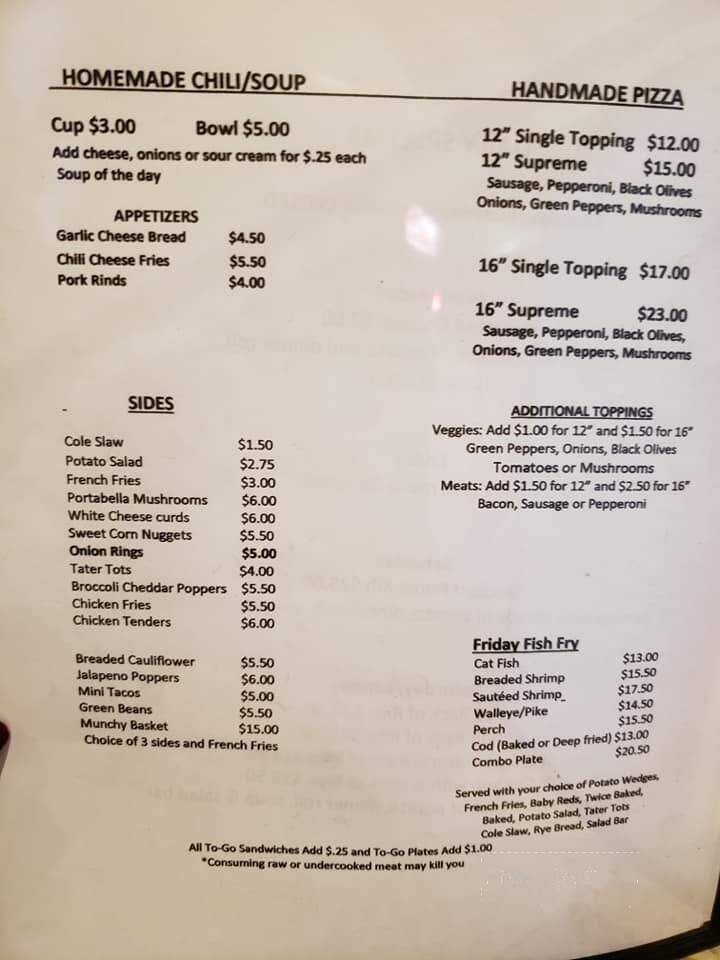 HOMEMADE CHILI/SOUP
Cup $3.00 Bowl $5.00
Add cheese, onions or sour cream for $.25 each
Soup of the day
APPETIZERS
Garlic Cheese Bread $4.50
Chili Cheese Fries $5.50
Pork Rinds $4.00
SIDES
Cole Slaw $1.50
Potato Salad $2.75
French Fries $3.00
Portabella Mushrooms $6.00
White Cheese curds $6.00
Sweet Corn Nuggets $5.50
Onion Rings $5.00
Tater Tots $4.00
Broccoli Cheddar Poppers $5.50
Chicken Fries $5.50
Chicken Tenders $6.00
Breaded Cauliflower $5.50
Jalapeno Poppers $6.00
Mini Tacos $5.00
Green Beans $5.50
Munchy Basket $15.00
Choice of 3 sides and French Fries
HANDMADE PIZZA
12" Single Topping $12.00
12" Supreme $15.00
Sausage, Pepperoni, Black Olives
Onions, Green Peppers, Mushrooms
16" Single Topping $17.00
16" Supreme $23.00
Sausage, Pepperoni, Black Olives,
Onions, Green Peppers, Mushrooms
ADDITIONAL TOPPINGS
Veggies: Add $1.00 for 12" and $1.50 for 16"
Green Peppers, Onions, Black Olives
Tomatoes or Mushrooms
Meats: Add $1.50 for 12" and $2.50 for 16"
Bacon, Sausage or Pepperoni
Friday Fish Fry
Cat Fish $13.00
Breaded Shrimp $15.50
Sautéed Shrimp_ $17.50
Walleye/Pike $14.50
Perch $15.50
Cod (Baked or Deep fried) $13.00
Combo Plate $20.50
Served with your choice of Potato Wedges,
French Fries, Baby Reds, Twice Baked,
Baked, Potato Salad, Tater Tots
Cole Slaw, Rye Bread, Salad Bar
All To-Go Sandwiches Add $.25 and To-Go Plates Add $1.00
*Consuming raw or undercooked meat may kill you